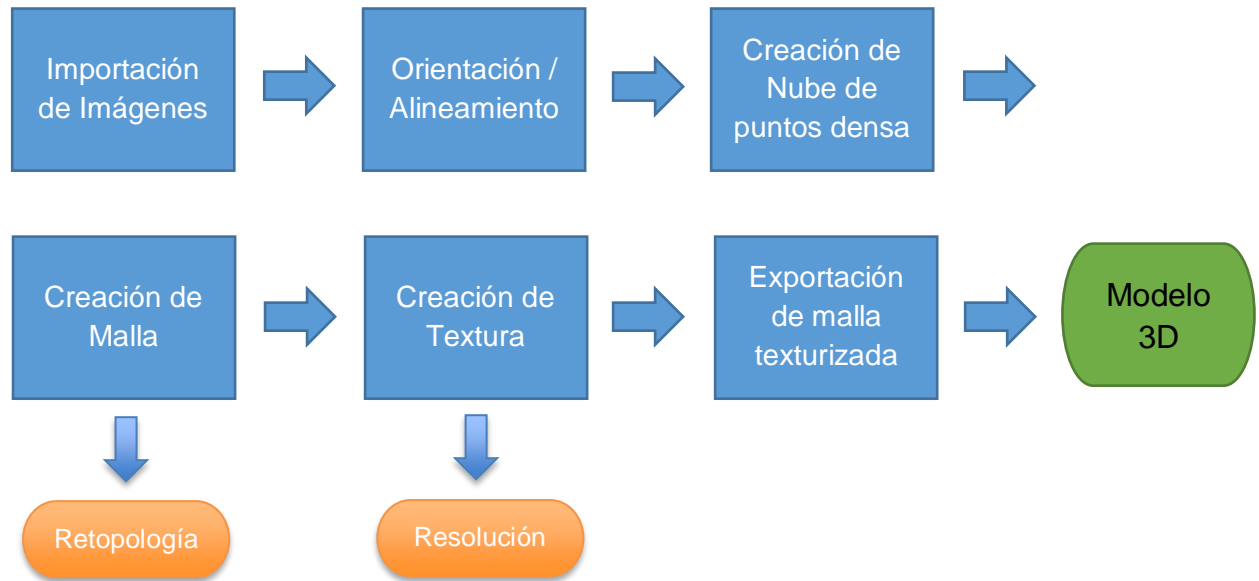 Importación
de Imágenes
Orientación /
Alineamiento
Creación de
Nube de
puntos densa
Creación de
Malla
Creación de
Textura
Exportación
de malla
texturizada
Modelo
3D
Retopología
Resolución